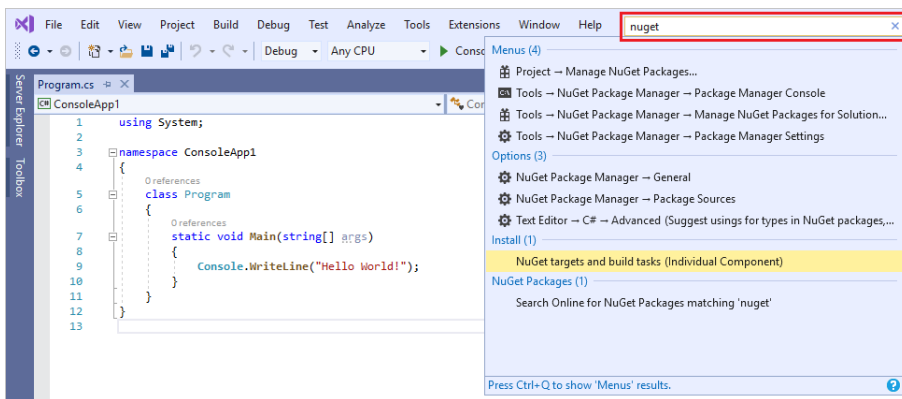 File Edit View Project Build Debug Test Analyze Tools Extensions Window Help nuget
Debug Any CPU
Server Explorer
Toolbox
Program.cs
C# ConsoleApp1
1 using System;
2
3 namespace ConsoleApp1
4 {
0 references
5 class Program
6 {
0 references
7 static void Main(string[] args)
8 {
9 Console.WriteLine("Hello World!");
10 }
11 }
12 }
13
Menus (4)
Project → Manage NuGet Packages...
Tools → NuGet Package Manager → Package Manager Console
Tools → NuGet Package Manager → Manage NuGet Packages for Solution...
Tools → NuGet Package Manager → Package Manager Settings
Options (3)
NuGet Package Manager → General
NuGet Package Manager → Package Sources
Text Editor → C# → Advanced (Suggest usings for types in NuGet packages,...
Install (1)
NuGet targets and build tasks (Individual Component)
NuGet Packages (1)
Search Online for NuGet Packages matching 'nuget'
Press Ctrl+Q to show 'Menus' results.